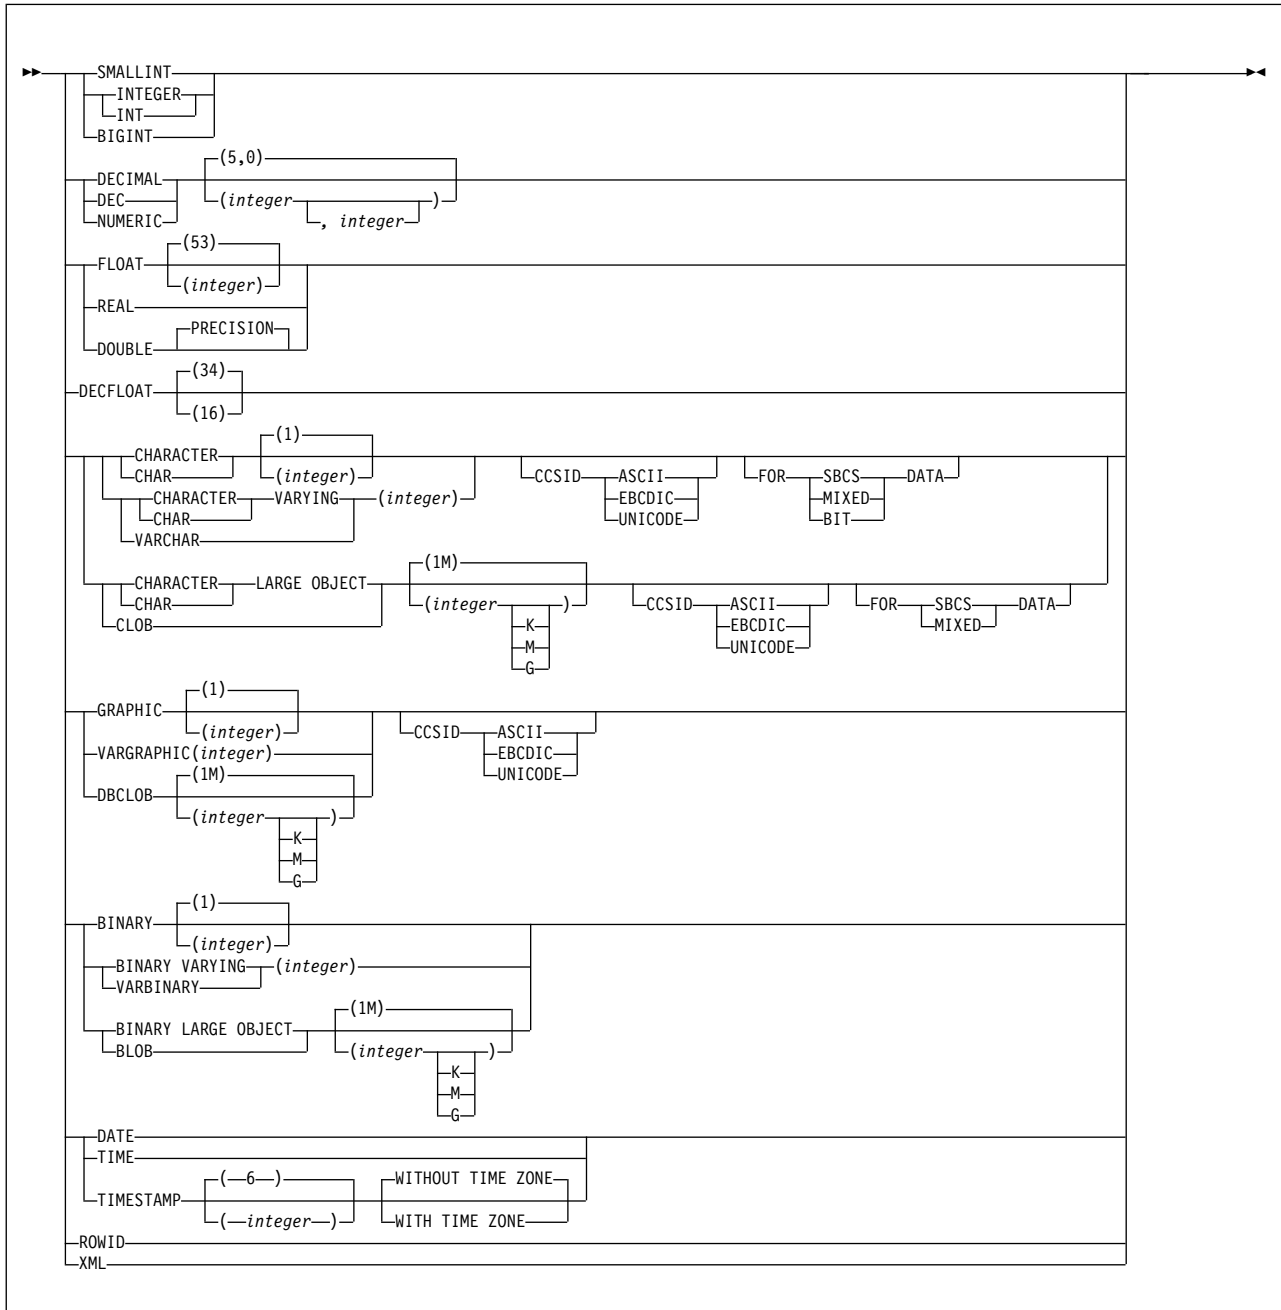 SMALLINT
INTEGER
INT
BIGINT
(5,0)
DECIMAL
DEC (integer )
NUMERIC , integer
(53)
FLOAT
(integer)
REAL
PRECISION
DOUBLE
(34)
DECFLOAT
(16)
(1)
CHARACTER
CHAR (integer) CCSID ASCII FOR SBCS DATA
CHARACTER VARYING (integer) EBCDIC MIXED
CHAR UNICODE BIT
VARCHAR
(1M)
CHARACTER LARGE OBJECT
CHAR (integer ) CCSID ASCII FOR SBCS DATA
CLOB K EBCDIC MIXED
M UNICODE
G
(1)
GRAPHIC
(integer) CCSID ASCII
VARGRAPHIC(integer) EBCDIC
(1M) UNICODE
DBCLOB
(integer )
K
M
G
(1)
BINARY
(integer)
BINARY VARYING (integer)
VARBINARY
(1M)
BINARY LARGE OBJECT
BLOB (integer )
K
M
G
DATE
TIME
( 6 ) WITHOUT TIME ZONE
TIMESTAMP
( integer ) WITH TIME ZONE
ROWID
XML